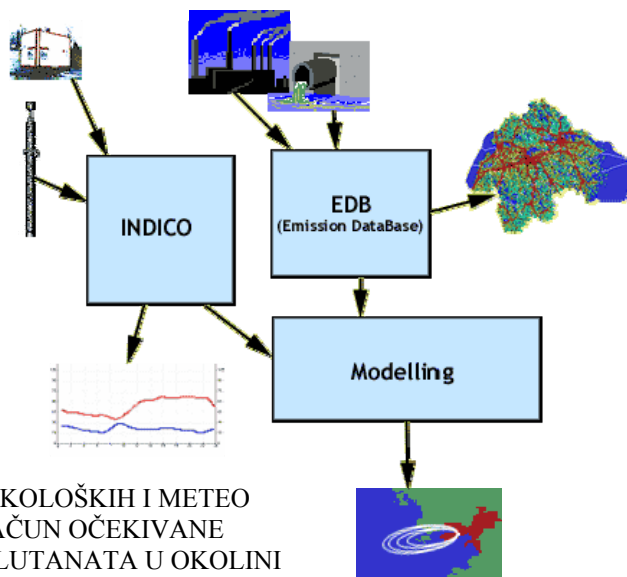 INDICO
EDB
(Emission DataBase)
Modelling
KOLOŠKIH I METEO
AČUN OČEKIVANE
LUTANATA U OKOLINI